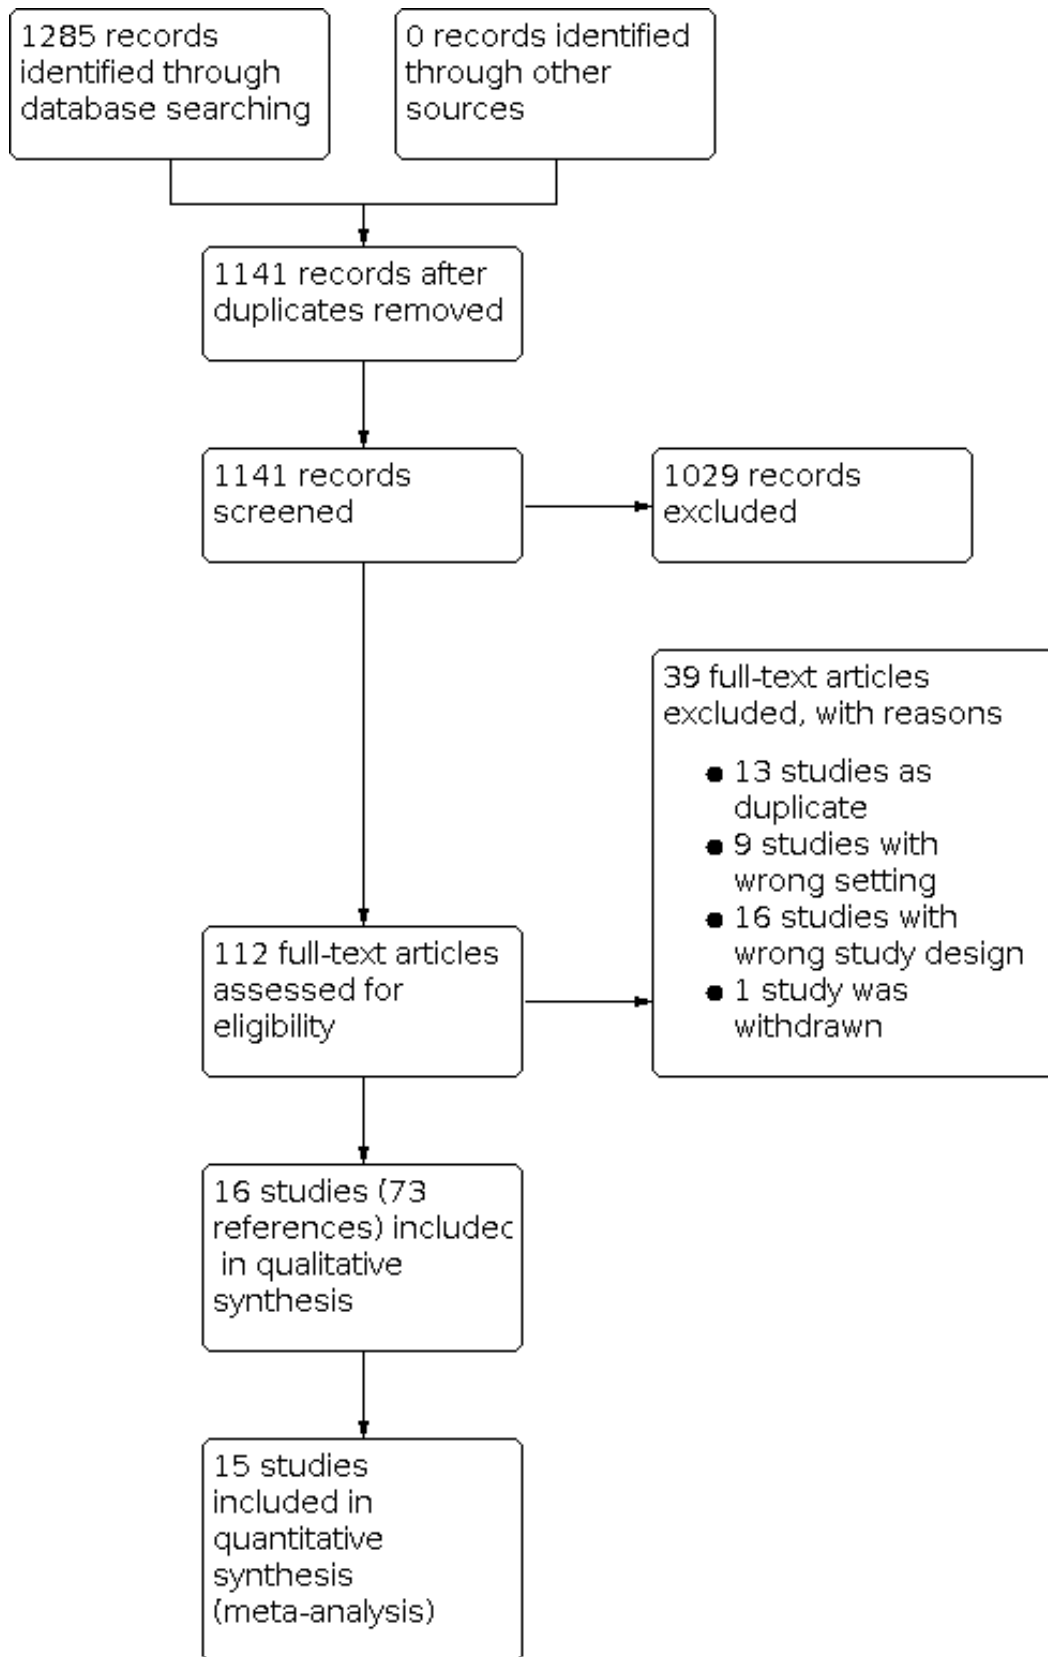 1285 records
identified through
database searching
0 records identified
through other
sources
1141 records after
duplicates removed
1141 records
screened
1029 records
excluded
39 full-text articles
excluded, with reasons
● 13 studies as
duplicate
● 9 studies with
wrong setting
● 16 studies with
wrong study design
● 1 study was
withdrawn
112 full-text articles
assessed for
eligibility
16 studies (73
references) included
in qualitative
synthesis
15 studies
included in
quantitative
synthesis
(meta-analysis)